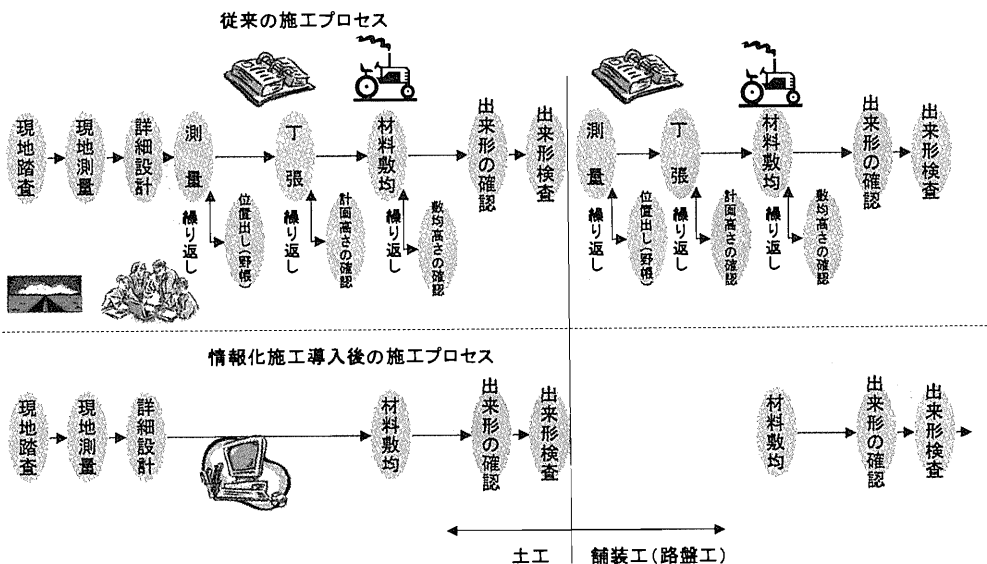 従来の施工プロセス
現地踏査
現地測量
詳細設計
測量
丁張
材料敷均
出来形の確認
出来形検査
繰り返し
位置出し(野帳)
繰り返し
計画高さの確認
繰り返し
敷均高さの確認
測量
丁張
材料敷均
出来形の確認
出来形検査
繰り返し
位置出し(野帳)
繰り返し
計画高さの確認
繰り返し
敷均高さの確認
情報化施工導入後の施工プロセス
現地踏査
現地測量
詳細設計
材料敷均
出来形の確認
出来形検査
材料敷均
出来形の確認
出来形検査
土工
舗装工(路盤工)